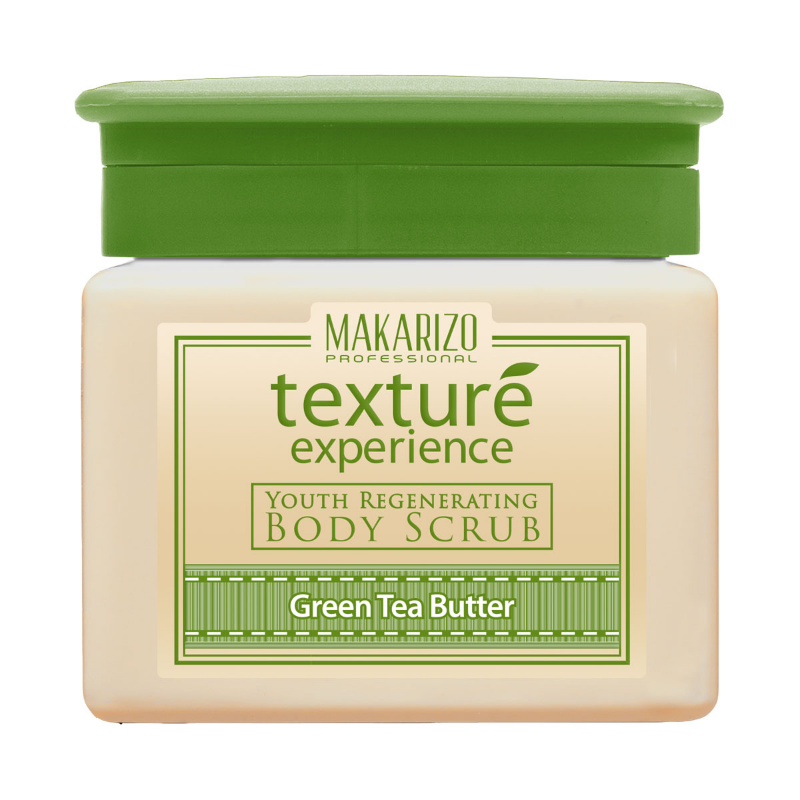 MAKARIZO
PROFESSIONAL
texturé
experience
YOUTH REGENERATING
BODY SCRUB
Green Tea Butter